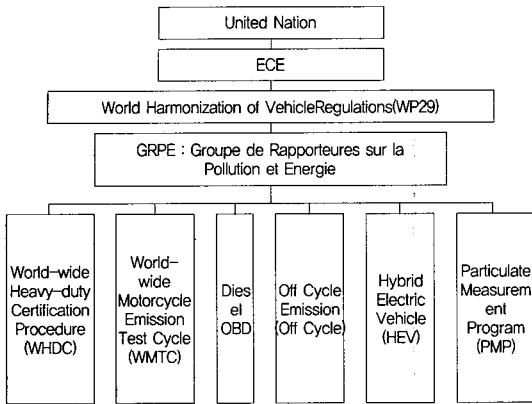 United Nation
ECE
World Harmonization of VehicleRegulations(WP29)
GRPE : Groupe de Rapporteures sur la
Pollution et Energie
World-wide
Heavy-duty
Certification
Procedure
(WHDC)
World-
wide
Motorcycle
Emission
Test Cycle
(WMTC)
Dies
el
OBD
Off Cycle
Emission
(Off Cycle)
Hybrid
Electric
Vehicle
(HEV)
Particulate
Measurem
ent
Program
(PMP)